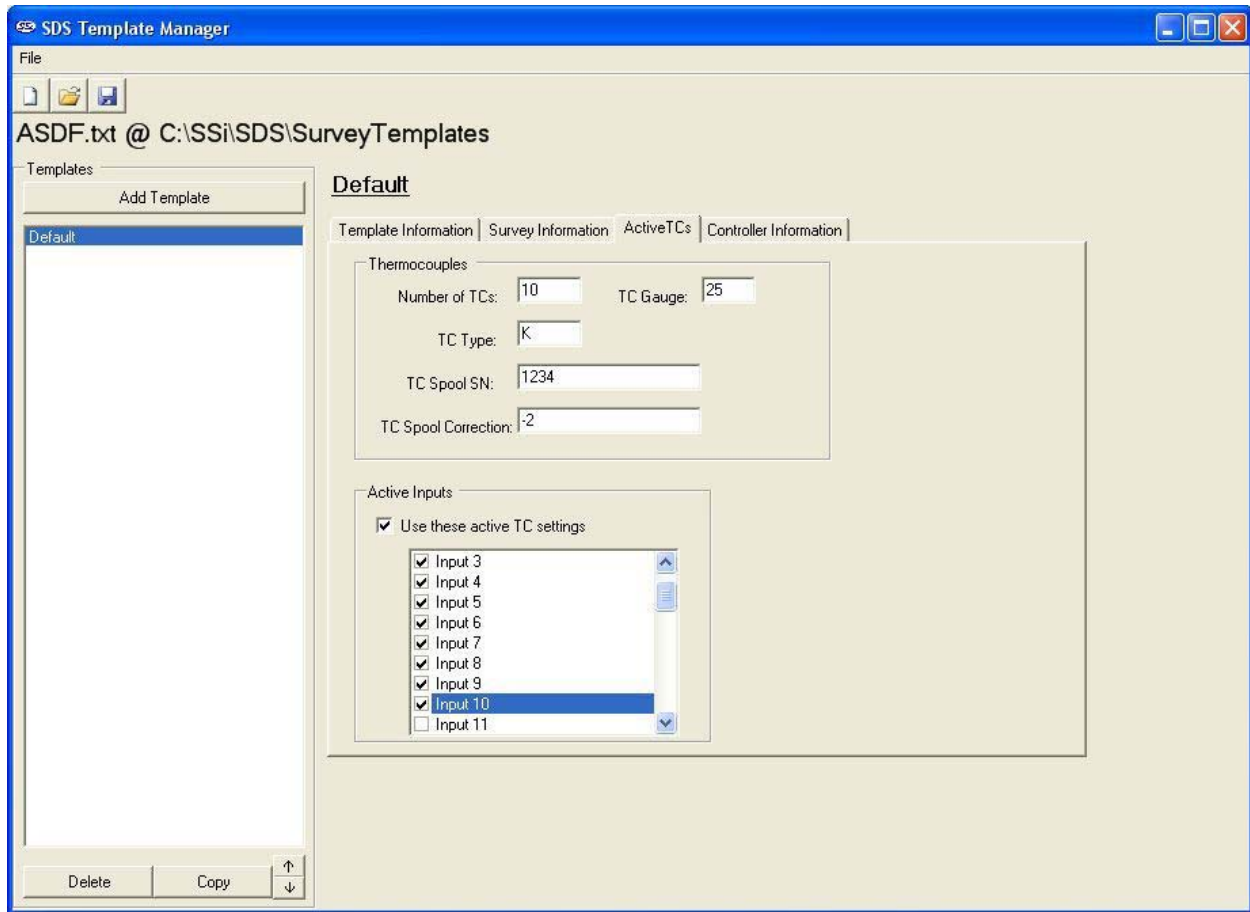 SSi SDS Template Manager
File
ASDF.txt @ C:\SSi\SDS\SurveyTemplates
Templates
Add Template
Default
Delete
Copy
Default
Template Information
Survey Information
ActiveTCs
Controller Information
Thermocouples
Number of TCs: 10
TC Gauge: 25
TC Type: K
TC Spool SN: 1234
TC Spool Correction: -2
Active Inputs
Use these active TC settings
Input 3
Input 4
Input 5
Input 6
Input 7
Input 8
Input 9
Input 10
Input 11